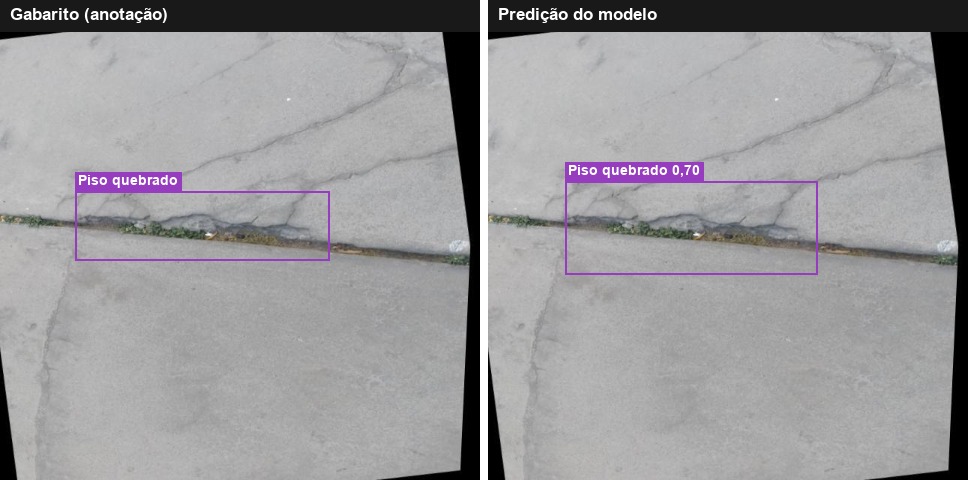 Gabarito (anotação)
Predição do modelo
Piso quebrado
Piso quebrado 0,70